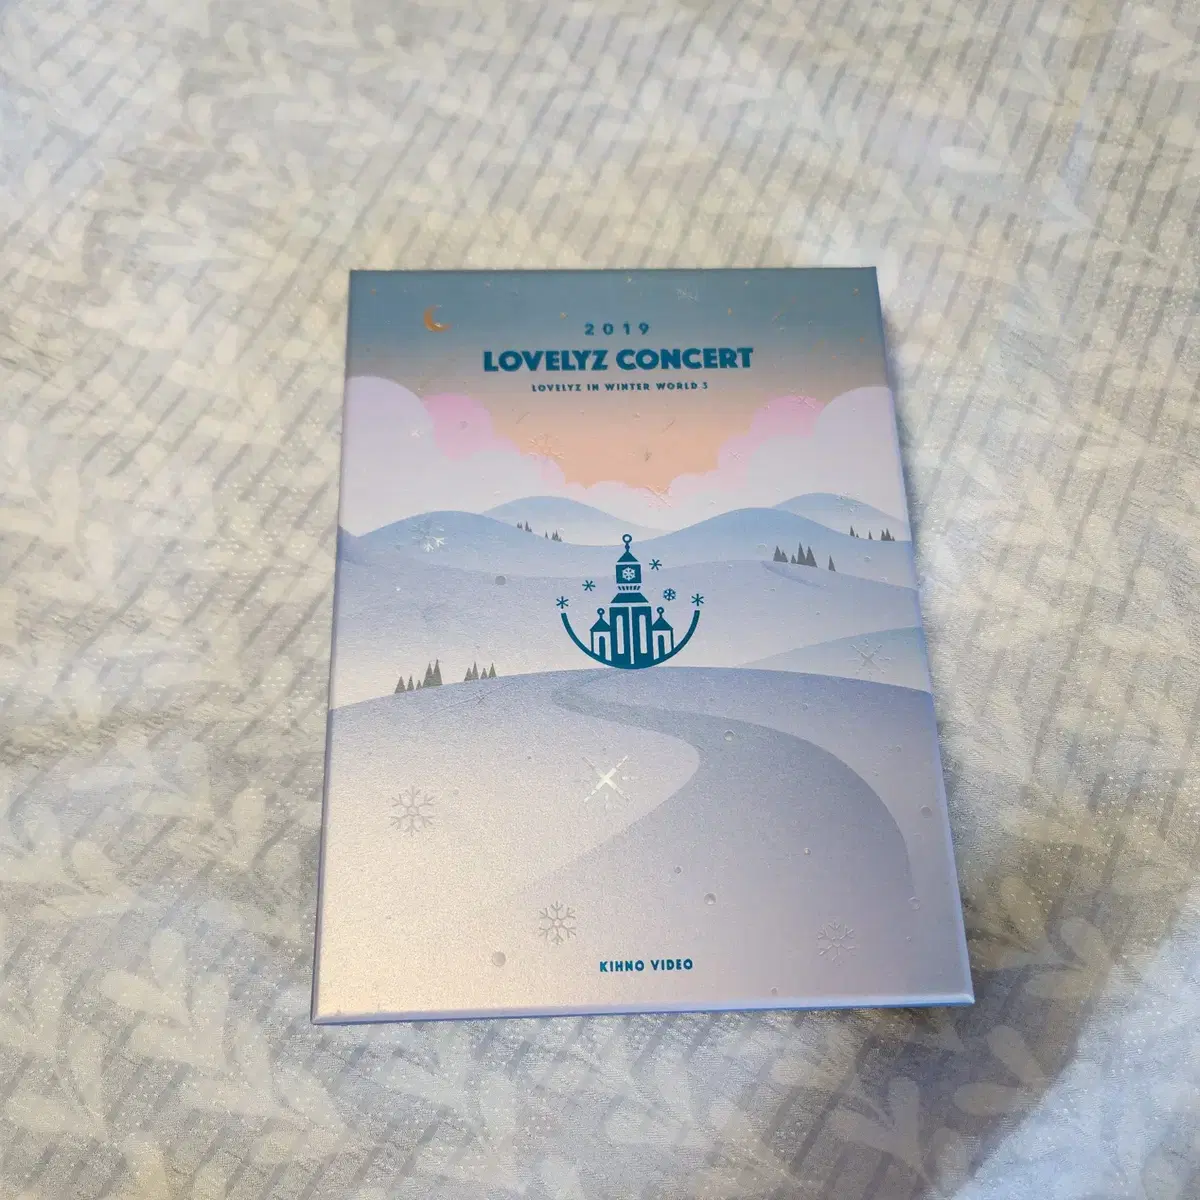 2019
LOVELYZ CONCERT
LOVELYZ IN WINTER WORLD 3
KIHNO VIDEO